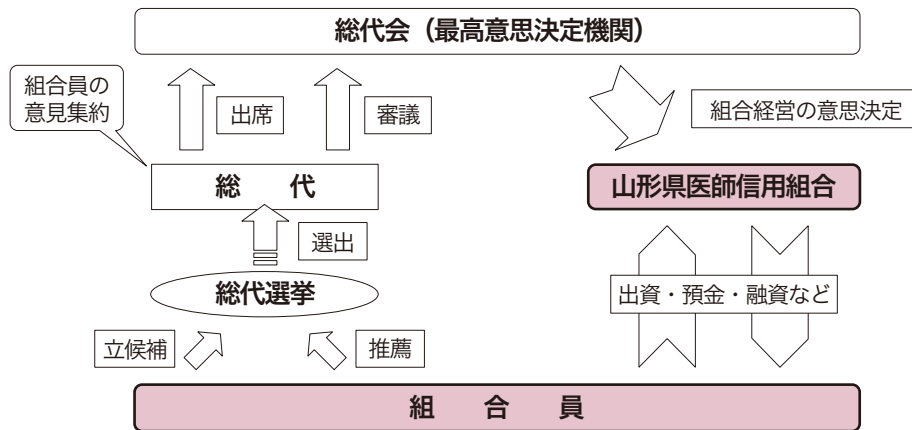 総代会（最高意思決定機関）
組合員の
意見集約
出席
審議
組合経営の意思決定
総　代
山形県医師信用組合
選出
総代選挙
出資・預金・融資など
立候補
推薦
組　合　員